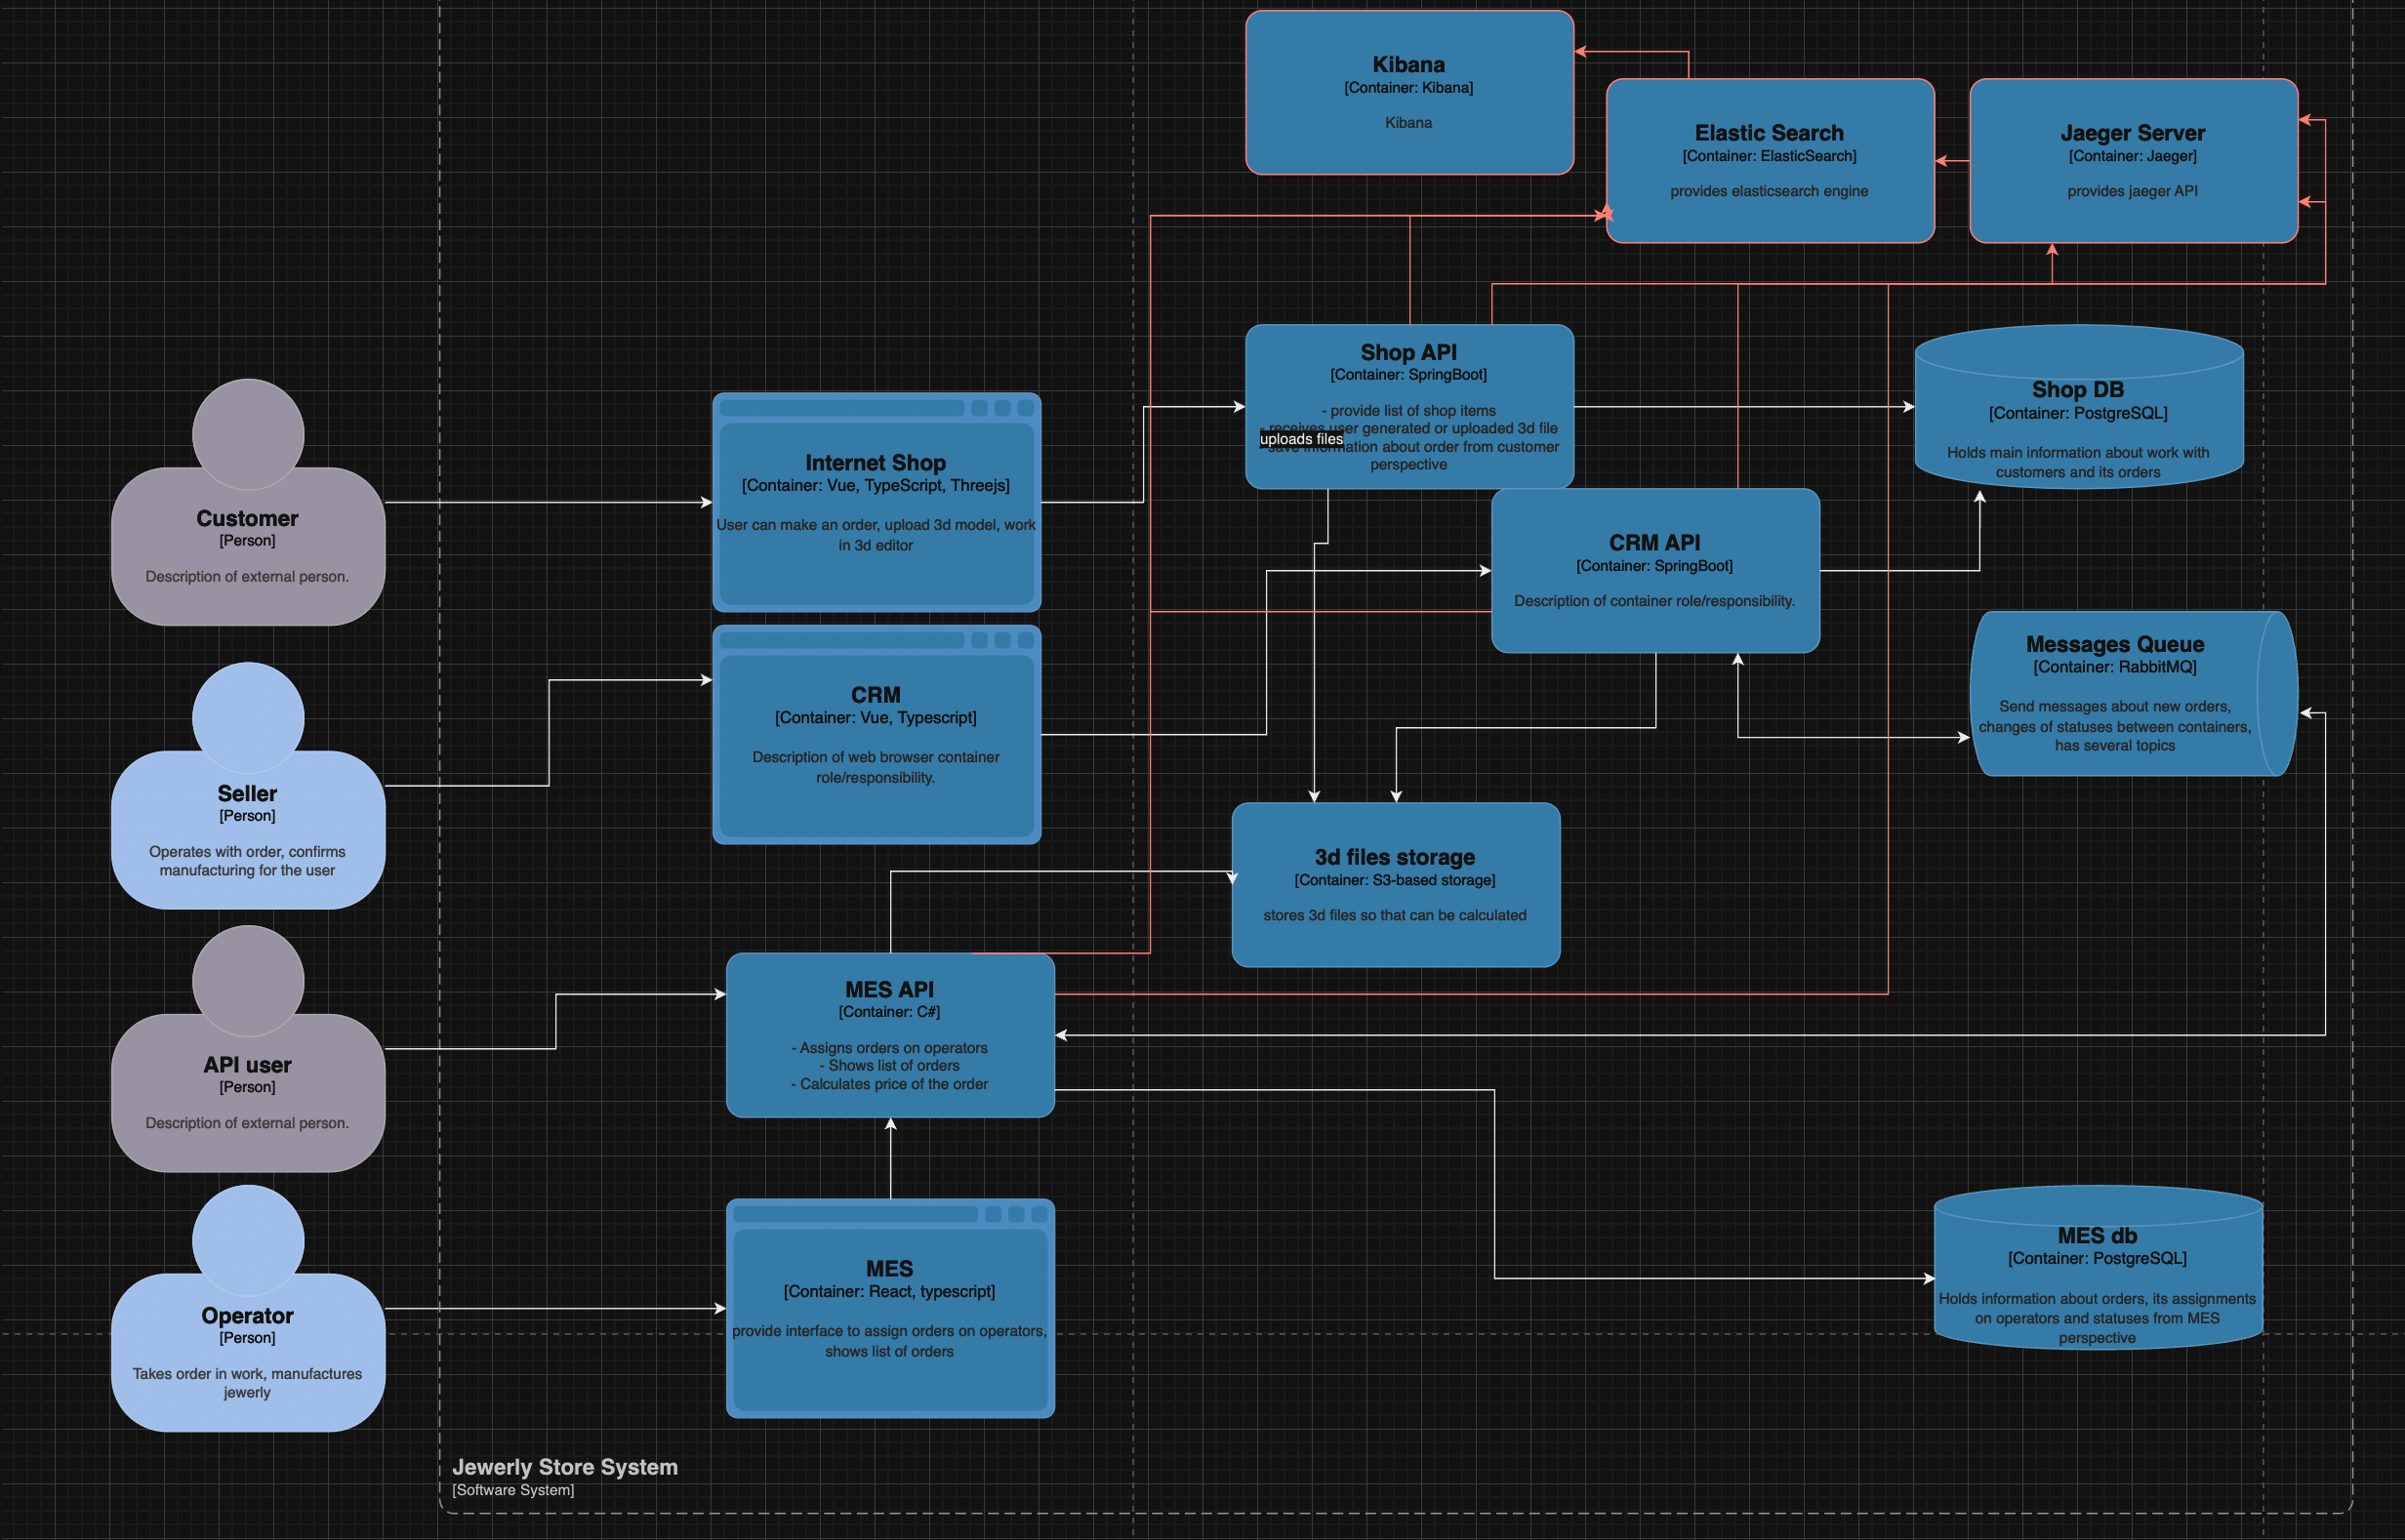 Kibana
[Container: Kibana]
Kibana
Elastic Search
[Container: ElasticSearch]
provides elasticsearch engine
Jaeger Server
[Container: Jaeger]
provides jaeger API
Shop API
[Container: SpringBoot]
- provide list of shop items
- receives user generated or uploaded 3d file
uploads files
- save information about order from customer
perspective
Shop DB
[Container: PostgreSQL]
Holds main information about work with
customers and its orders
Customer
[Person]
Description of external person.
Internet Shop
[Container: Vue, TypeScript, Threejs]
User can make an order, upload 3d model, work
in 3d editor
CRM API
[Container: SpringBoot]
Description of container role/responsibility.
Messages Queue
[Container: RabbitMQ]
Send messages about new orders,
changes of statuses between containers,
has several topics
Seller
[Person]
Operates with order, confirms
manufacturing for the user
CRM
[Container: Vue, Typescript]
Description of web browser container
role/responsibility.
3d files storage
[Container: S3-based storage]
stores 3d files so that can be calculated
API user
[Person]
Description of external person.
MES API
[Container: C#]
- Assigns orders on operators
- Shows list of orders
- Calculates price of the order
Operator
[Person]
Takes order in work, manufactures
jewerly
MES
[Container: React, typescript]
provide interface to assign orders on operators,
shows list of orders
MES db
[Container: PostgreSQL]
Holds information about orders, its assignments
on operators and statuses from MES
perspective
Jewerly Store System
[Software System]